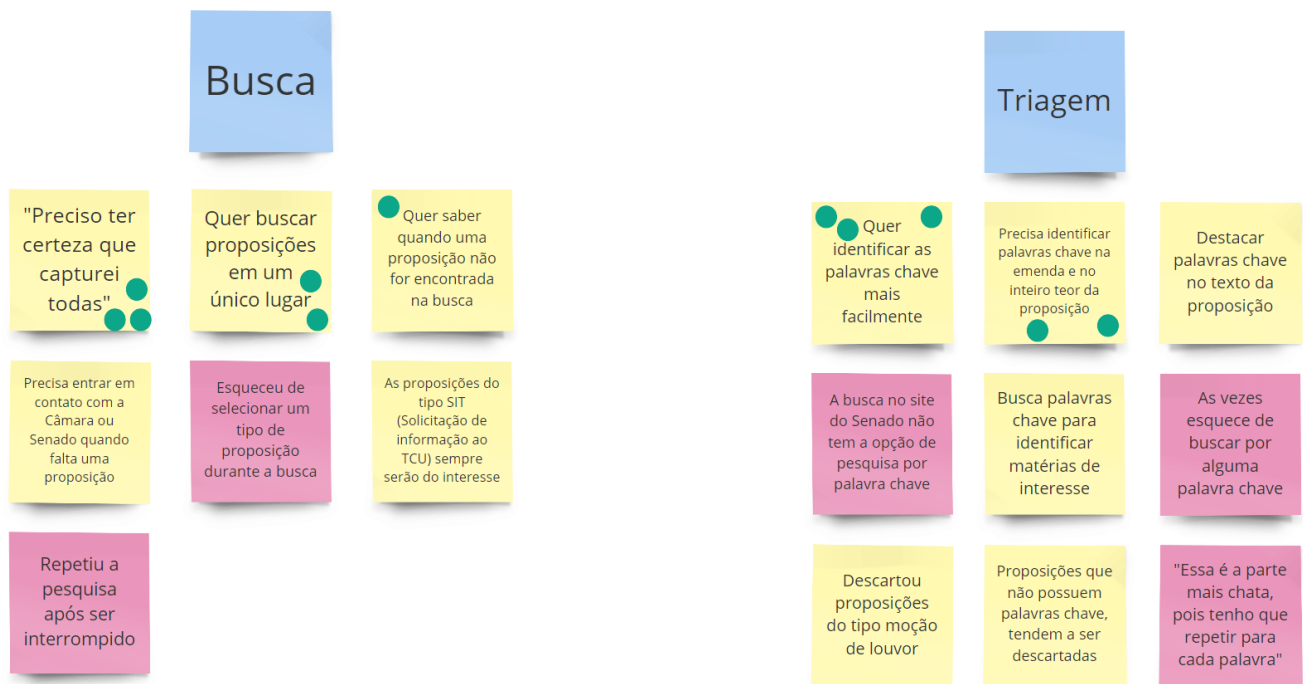 Busca
"Preciso ter
certeza que
capturei
todas"
Quer buscar
proposições
em um
único lugar
Quer saber
quando uma
proposição não
for encontrada
na busca
Precisa entrar em
contato com a
Câmara ou
Senado quando
falta uma
proposição
Esqueceu de
selecionar um
tipo de
proposição
durante a busca
As proposições do
tipo SIT
(Solicitação de
informação ao
TCU) sempre
serão do interesse
Repetiu a
pesquisa
após ser
interrompido
Triagem
Quer
identificar as
palavras chave
mais
facilmente
Precisa identificar
palavras chave na
emenda e no
inteiro teor da
proposição
Destacar
palavras chave
no texto da
proposição
A busca no site
do Senado não
tem a opção de
pesquisa por
palavra chave
Busca palavras
chave para
identificar
matérias de
interesse
As vezes
esquece de
buscar por
alguma
palavra chave
Descartou
proposições
do tipo moção
de louvor
Proposições que
não possuem
palavras chave,
tendem a ser
descartadas
"Essa é a parte
mais chata,
pois tenho que
repetir para
cada palavra"